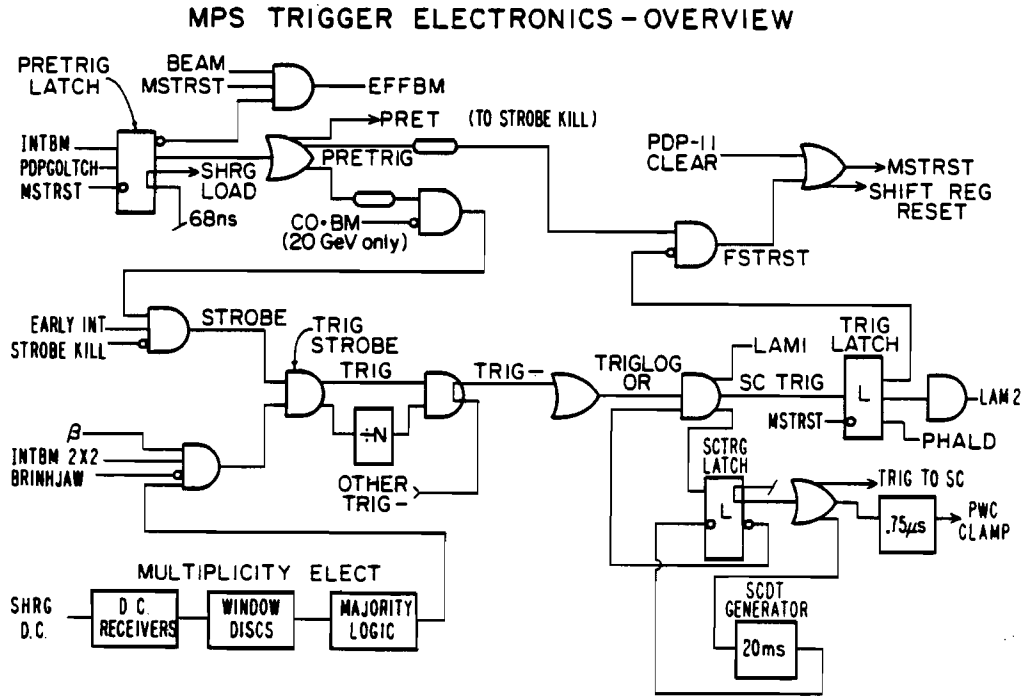 MPS TRIGGER ELECTRONICS - OVERVIEW
PRETRIG
LATCH
BEAM
MSTRST
EFFBM
INTBM
PDPGOLTCH
MSTRST
PRET (TO STROBE KILL)
PRETRIG
SHRG
LOAD
68ns
CO•BM
(20 GeV only)
PDP-11
CLEAR
MSTRST
SHIFT REG
RESET
FSTRST
EARLY INT
STROBE KILL
STROBE
TRIG
STROBE
TRIG
÷N
OTHER
TRIG-
TRIG-
TRIGLOG
OR
LAM1
SC TRIG
TRIG
LATCH
L
MSTRST
LAM2
PHALD
β
INTBM 2X2
BRINHJAW
SCTRG
LATCH
L
TRIG TO SC
.75μs
PWC
CLAMP
MULTIPLICITY ELECT
SHRG
D.C.
D.C.
RECEIVERS
WINDOW
DISCS
MAJORITY
LOGIC
SCDT
GENERATOR
20ms